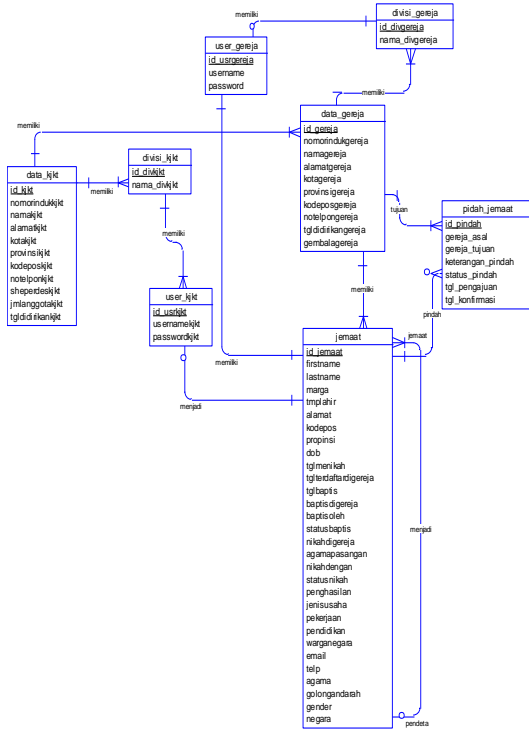 memiliki
divisi_gereja
id_divgereja
nama_divgereja
user_gereja
id_usrgereja
username
password
memiliki
data_gereja
id_gereja
nomorindukgereja
namagereja
alamatgereja
kotagereja
provinsigereja
kodeposgereja
notelpongereja
tgldidirikangereja
gembalagereja
memiliki
data_kjkt
id_kjkt
nomorindukkjkt
namakjkt
alamatkjkt
kotakjkt
provinsikjkt
kodeposkjkt
notelponkjkt
sheperdeskjkt
jmlanggotakjkt
tgldidirikankjkt
memiliki
divisi_kjkt
id_divkjkt
nama_divkjkt
memiliki
user_kjkt
id_usrkjkt
usernamekjkt
passwordkjkt
tujuan
pidah_jemaat
id_pindah
gereja_asal
gereja_tujuan
keterangan_pindah
status_pindah
tgl_pengajuan
tgl_konfirmasi
memiliki
pindah
jemaat
id_jemaat
firstname
lastname
marga
tmplahir
alamat
kodepos
propinsi
dob
tglmenikah
tglterdaftardigereja
tglbaptis
baptisdigereja
baptisoleh
statusbaptis
nikahdigereja
agamapasangan
nikahdengan
statusnikah
penghasilan
jenisusaha
pekerjaan
pendidikan
warganegara
email
telp
agama
golongandarah
gender
negara
memiliki
menjadi
jemaat
menjadi
pendeta